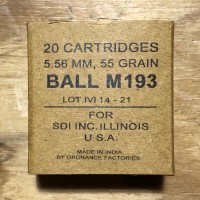 20 CARTRIDGES
5.56 MM, 55 GRAIN
BALL M193
LOT IVI 14 - 21
FOR
SDI INC. ILLINOIS
U.S.A.
MADE IN INDIA
BY ORDNANCE FACTORIES